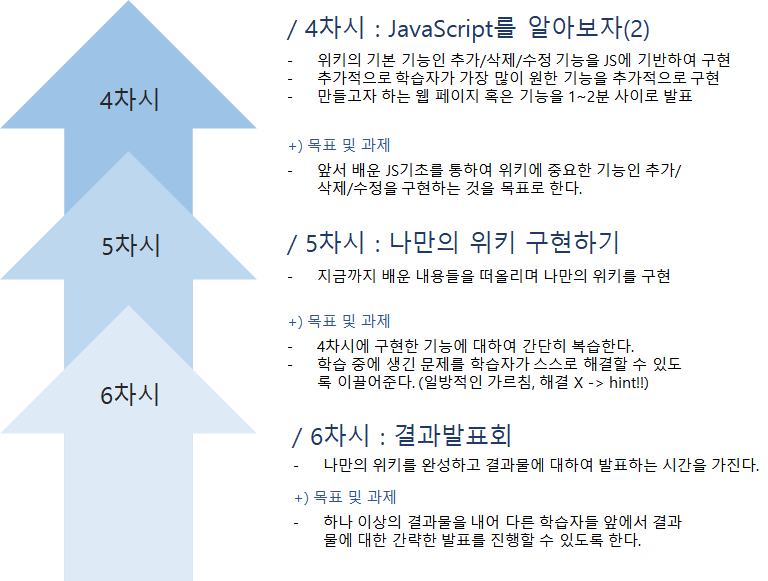 4차시
/ 4차시 : JavaScript를 알아보자(2)
- 위키의 기본 기능인 추가/삭제/수정 기능을 JS에 기반하여 구현
- 추가적으로 학습자가 가장 많이 원한 기능을 추가적으로 구현
- 만들고자 하는 웹 페이지 혹은 기능을 1~2분 사이로 발표
+) 목표 및 과제
- 앞서 배운 JS기초를 통하여 위키에 중요한 기능인 추가/
삭제/수정을 구현하는 것을 목표로 한다.
5차시
/ 5차시 : 나만의 위키 구현하기
- 지금까지 배운 내용들을 떠올리며 나만의 위키를 구현
+) 목표 및 과제
- 4차시에 구현한 기능에 대하여 간단히 복습한다.
- 학습 중에 생긴 문제를 학습자가 스스로 해결할 수 있도
록 이끌어준다. (일방적인 가르침, 해결 X -> hint!!)
6차시
/ 6차시 : 결과발표회
- 나만의 위키를 완성하고 결과물에 대하여 발표하는 시간을 가진다.
+) 목표 및 과제
- 하나 이상의 결과물을 내어 다른 학습자들 앞에서 결과
물에 대한 간략한 발표를 진행할 수 있도록 한다.